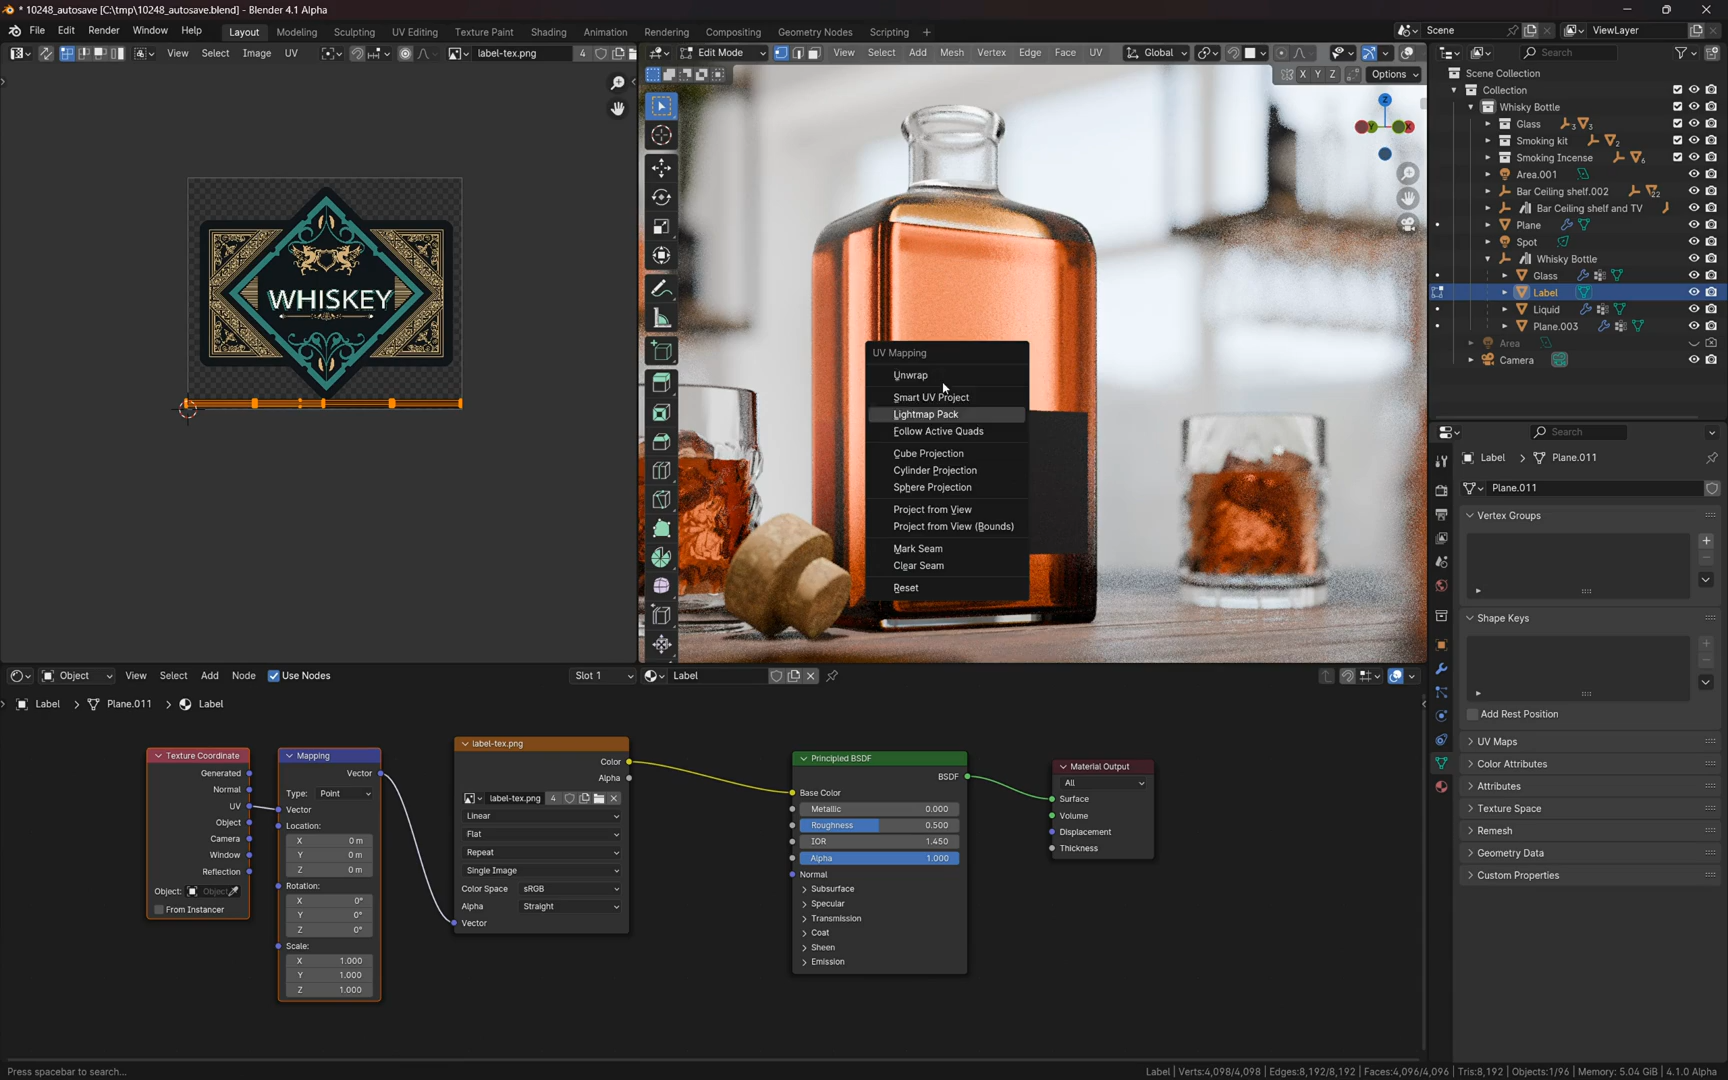 * 10248_autosave [C:\tmp\10248_autosave.blend] - Blender 4.1 Alpha
File Edit Render Window Help Layout Modeling Sculpting UV Editing Texture Paint Shading Animation Rendering Compositing Geometry Nodes Scripting + Scene ViewLayer
View Select Image UV label-tex.png 4
Edit Mode View Select Add Mesh Vertex Edge Face UV Global
Search
X Y Z Options
Z
Y X
WHISKEY
UV Mapping
Unwrap
Smart UV Project
Lightmap Pack
Follow Active Quads
Cube Projection
Cylinder Projection
Sphere Projection
Project from View
Project from View (Bounds)
Mark Seam
Clear Seam
Reset
Scene Collection
Collection
Whisky Bottle
Glass 3 3
Smoking kit 2
Smoking Incense 6
Area.001
Bar Ceiling shelf.002 22
Bar Ceiling shelf and TV
Plane
Spot
Whisky Bottle
Glass
Label
Liquid
Plane.003
Area
Camera
Search
Label > Plane.011
Plane.011
Vertex Groups
Shape Keys
Add Rest Position
UV Maps
Color Attributes
Attributes
Texture Space
Remesh
Geometry Data
Custom Properties
Object View Select Add Node Use Nodes Slot 1 Label
Label > Plane.011 > Label
Texture Coordinate
Generated
Normal
UV
Object
Camera
Window
Reflection
Object: Object
From Instancer
Mapping
Vector
Type: Point
Vector
Location:
X 0 m
Y 0 m
Z 0 m
Rotation:
X 0°
Y 0°
Z 0°
Scale:
X 1.000
Y 1.000
Z 1.000
label-tex.png
Color
Alpha
label-tex.png 4
Linear
Flat
Repeat
Single Image
Color Space sRGB
Alpha Straight
Vector
Principled BSDF
BSDF
Base Color
Metallic 0.000
Roughness 0.500
IOR 1.450
Alpha 1.000
Normal
Subsurface
Specular
Transmission
Coat
Sheen
Emission
Material Output
All
Surface
Volume
Displacement
Thickness
Press spacebar to search...
Label | Verts:4,098/4,098 | Edges:8,192/8,192 | Faces:4,096/4,096 | Tris:8,192 | Objects:1/96 | Memory: 5.04 GiB | 4.1.0 Alpha